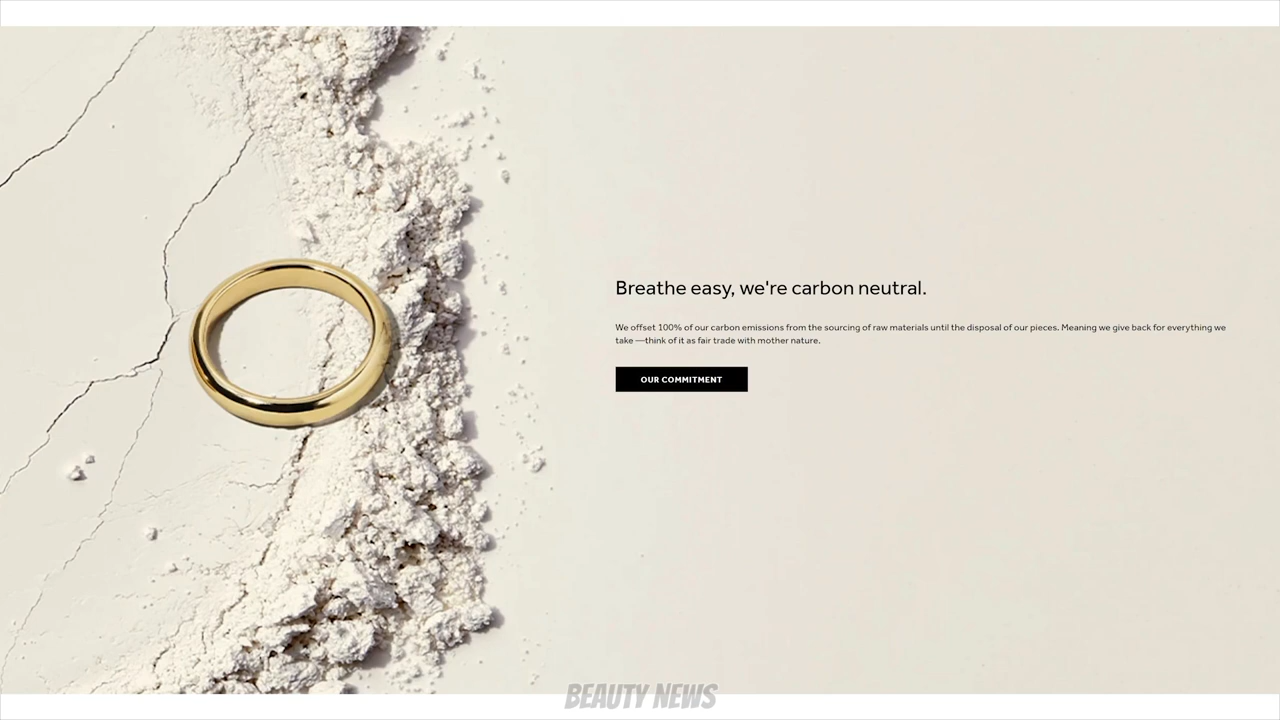 Breathe easy, we're carbon neutral.
We offset 100% of our carbon emissions from the sourcing of raw materials until the disposal of our pieces. Meaning we give back for everything we
take —think of it as fair trade with mother nature.
OUR COMMITMENT
BEAUTY NEWS